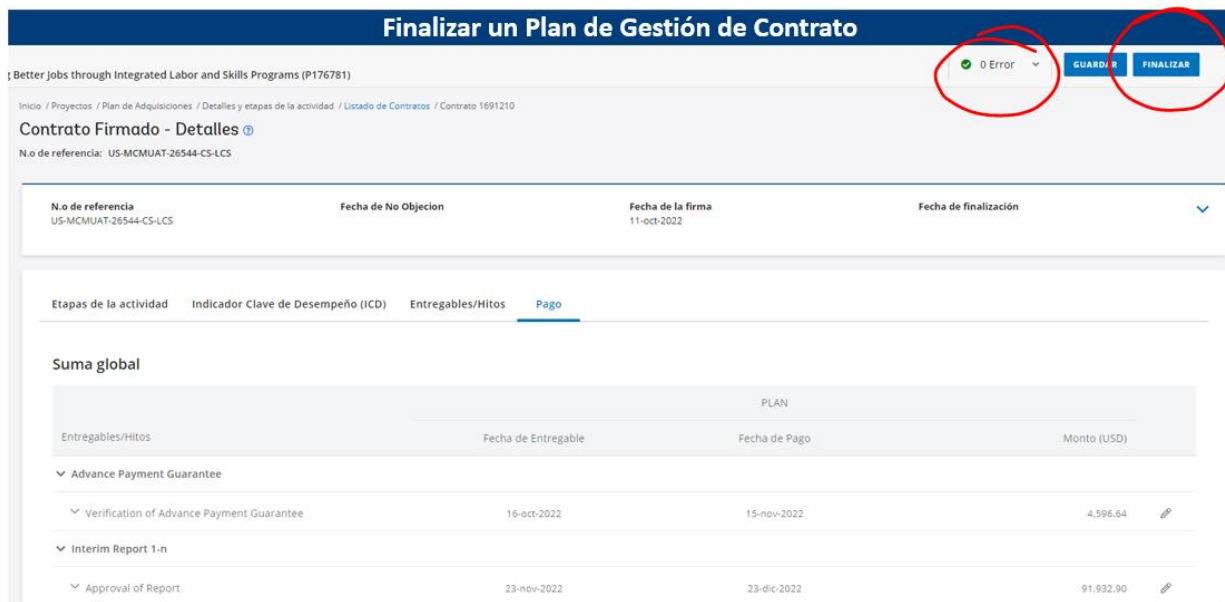 Finalizar un Plan de Gestión de Contrato
g Better Jobs through Integrated Labor and Skills Programs (P176781)
0 Error
GUARDAR
FINALIZAR
Inicio / Proyectos / Plan de Adquisiciones / Detalles y etapas de la actividad / Listado de Contratos / Contrato 1691210
Contrato Firmado - Detalles
N.o de referencia: US-MCMUAT-26544-CS-LCS
N.o de referencia Fecha de No Objecion Fecha de la firma Fecha de finalización
US-MCMUAT-26544-CS-LCS 11-oct-2022
Etapas de la actividad Indicador Clave de Desempeño (ICD) Entregables/Hitos Pago
Suma global
PLAN
Entregables/Hitos Fecha de Entregable Fecha de Pago Monto (USD)
Advance Payment Guarantee
Verification of Advance Payment Guarantee 16-oct-2022 15-nov-2022 4,596.64
Interim Report 1-n
Approval of Report 23-nov-2022 23-dic-2022 91,932.90